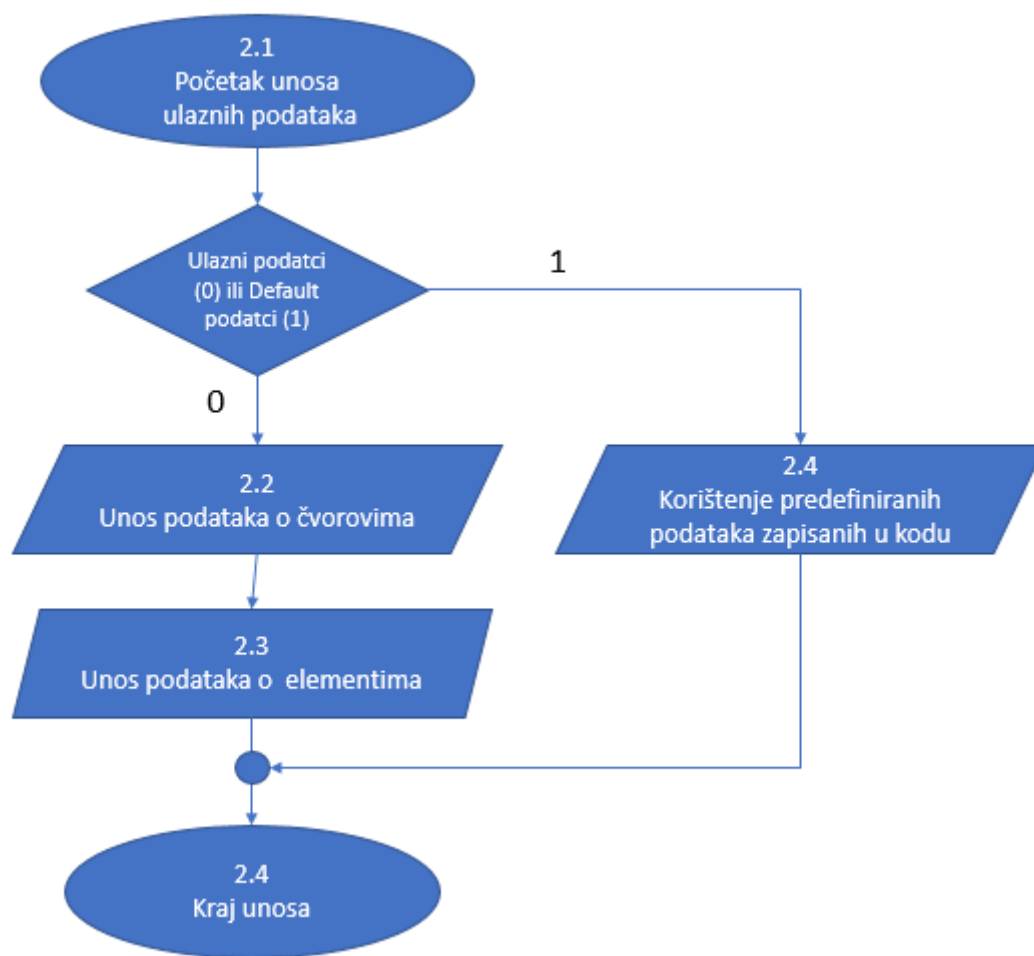 2.1
Početak unosa
ulaznih podataka
Ulazni podatci
(0) ili Default
podatci (1)
1
0
2.2
Unos podataka o čvorovima
2.4
Korištenje predefiniranih
podataka zapisanih u kodu
2.3
Unos podataka o elementima
2.4
Kraj unosa